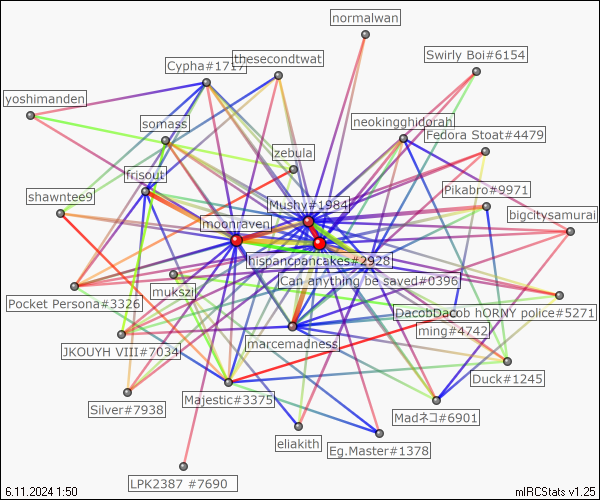 normalwan
Swirly Boi#6154
thesecondtwat
Cypha#1717
yoshimanden
somass
neokingghidorah
Fedora Stoat#4479
zebula
frisout
shawntee9
Mushy#1984
Pikabro#9971
moonraven
bigcitysamurai
hispancpancakes#2928
Can anything be saved#0396
mukszil
Pocket Persona#3326
DacobDacob hORNY police#5271
ming#4742
marcemadness
JKOUYH VIII#7034
Duck#1245
Majestic#3375
Silver#7938
Madネコ#6901
eliakith
Eg.Master#1378
LPK2387 #7690
6.11.2024 1:50
mIRCStats v1.25